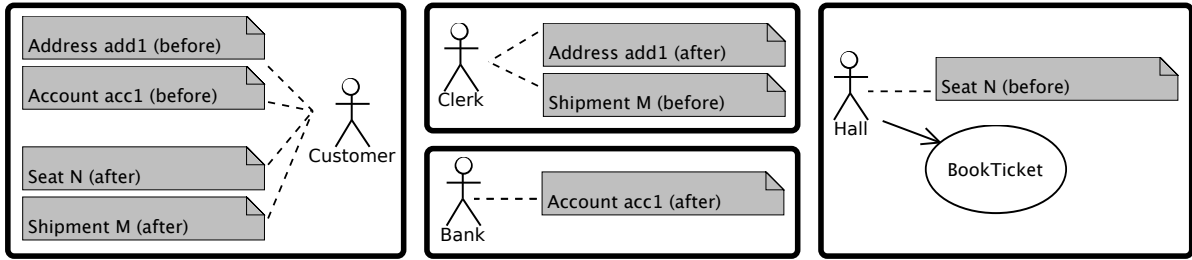 Address add1 (before)
Account acc1 (before)
Customer
Seat N (after)
Shipment M (after)
Address add1 (after)
Clerk
Shipment M (before)
Account acc1 (after)
Bank
Seat N (before)
Hall
BookTicket